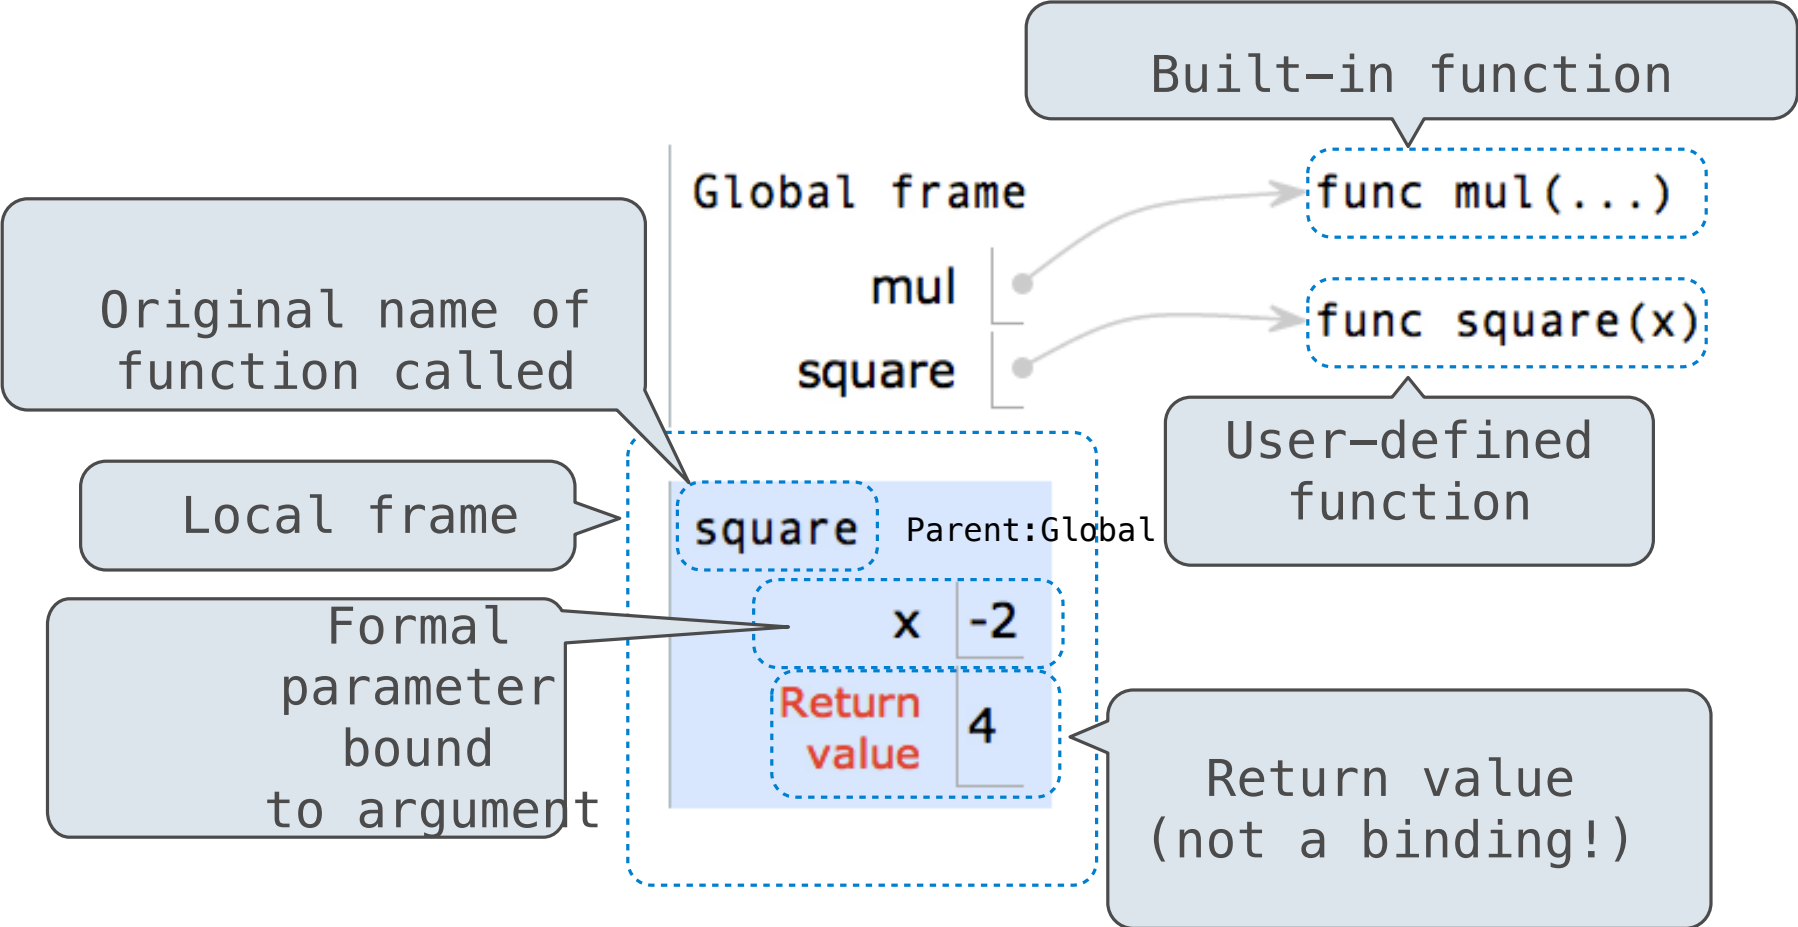 Built-in function
Global frame
func mul(...)
mul
func square(x)
square
Original name of
function called
User-defined
function
Local frame
square
Parent:Global
Formal
parameter
bound
to argument
x
-2
Return
value
4
Return value
(not a binding!)